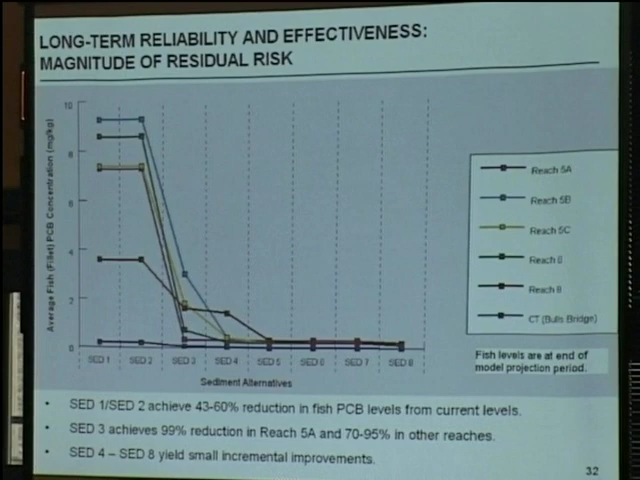 LONG-TERM RELIABILITY AND EFFECTIVENESS:
MAGNITUDE OF RESIDUAL RISK
Average Fish (Fillet) PCB Concentration (mg/kg)
10
8
6
4
2
0
SED 1 SED 2 SED 3 SED 4 SED 5 SED 6 SED 7 SED 8
Sediment Alternatives
Reach 5A
Reach 5B
Reach 5C
Reach 6
Reach 8
CT (Bulls Bridge)
Fish levels are at end of
model projection period.
• SED 1/SED 2 achieve 43-60% reduction in fish PCB levels from current levels.
• SED 3 achieves 99% reduction in Reach 5A and 70-95% in other reaches.
• SED 4 – SED 8 yield small incremental improvements.
32